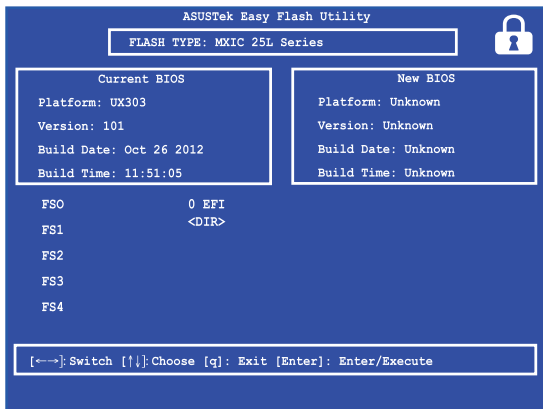 ASUSTek Easy Flash Utility
FLASH TYPE: MXIC 25L Series
Current BIOS
Platform: UX303
Version: 101
Build Date: Oct 26 2012
Build Time: 11:51:05
New BIOS
Platform: Unknown
Version: Unknown
Build Date: Unknown
Build Time: Unknown
FSO
FS1
FS2
FS3
FS4
0 EFI
<DIR>
[←→]: Switch [↑↓]: Choose [q]: Exit [Enter]: Enter/Execute